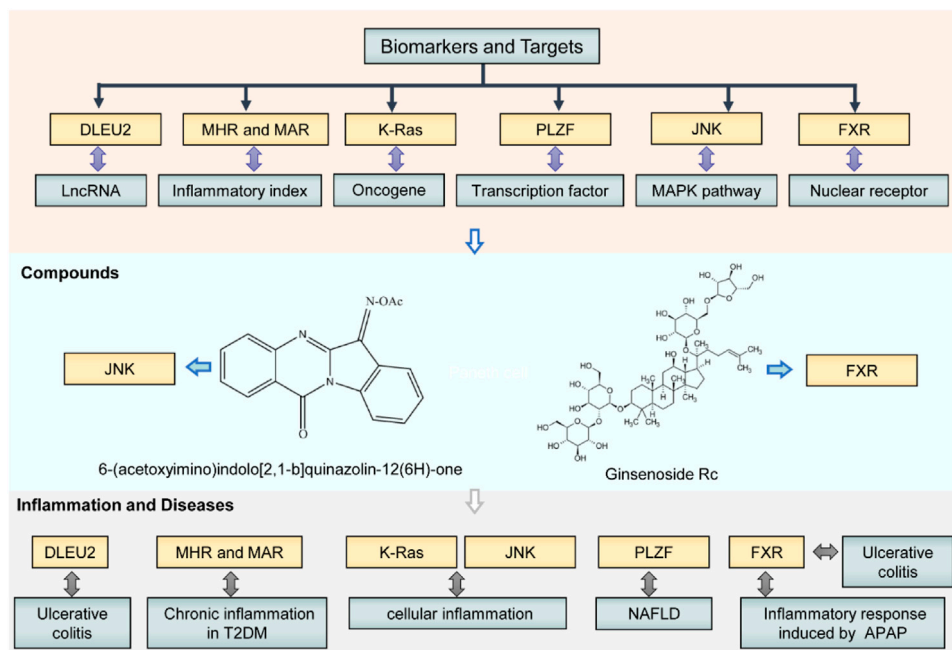 Biomarkers and Targets
DLEU2
MHR and MAR
K-Ras
PLZF
JNK
FXR
LncRNA
Inflammatory index
Oncogene
Transcription factor
MAPK pathway
Nuclear receptor
Compounds
JNK
N-OAc
N
N
O
6-(acetoxyimino)indolo[2,1-b]quinazolin-12(6H)-one
Ginsenoside Rc
FXR
Inflammation and Diseases
DLEU2
MHR and MAR
K-Ras
JNK
PLZF
FXR
Ulcerative
colitis
Ulcerative
colitis
Chronic inflammation
in T2DM
cellular inflammation
NAFLD
Inflammatory response
induced by APAP